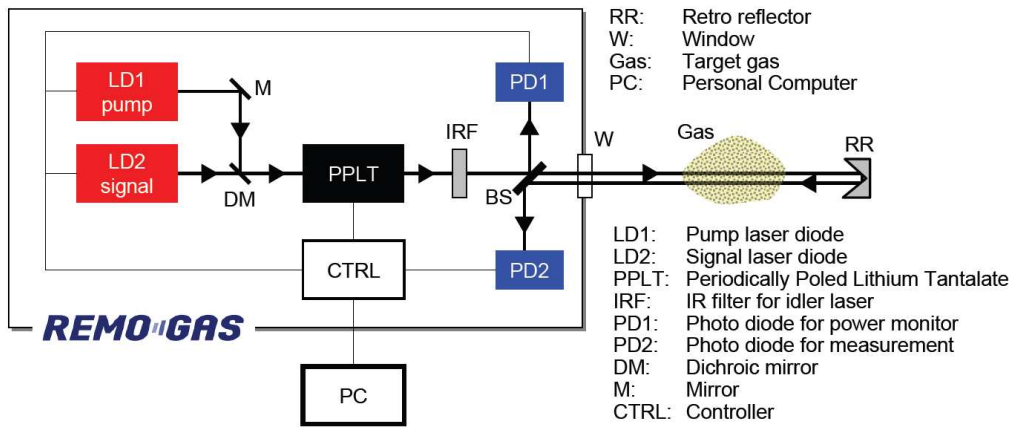 RR: Retro reflector
W: Window
Gas: Target gas
PC: Personal Computer
LD1
pump
M
PD1
IRF
W
Gas
RR
LD2
signal
DM
PPLT
BS
CTRL
PD2
REMO GAS
PC
LD1: Pump laser diode
LD2: Signal laser diode
PPLT: Periodically Poled Lithium Tantalate
IRF: IR filter for idler laser
PD1: Photo diode for power monitor
PD2: Photo diode for measurement
DM: Dichroic mirror
M: Mirror
CTRL: Controller